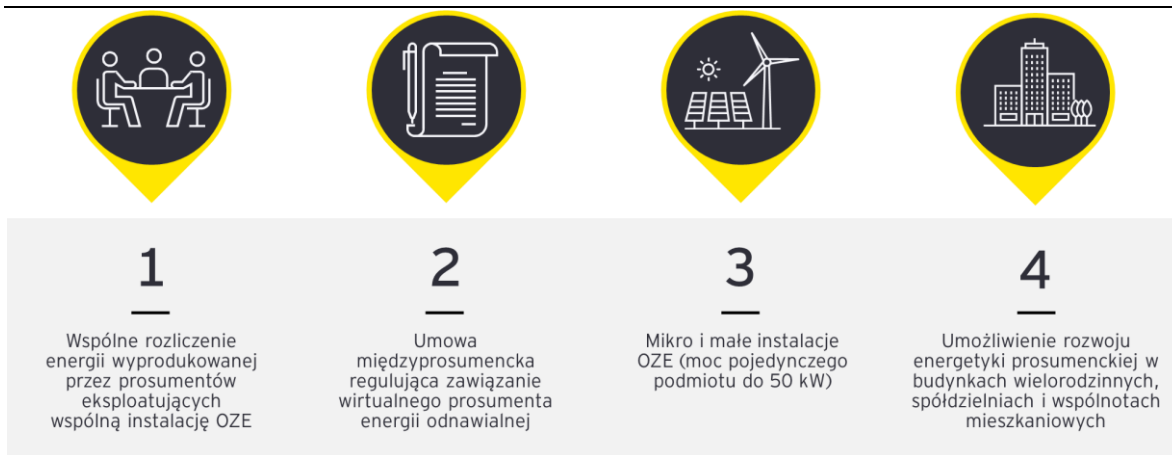 1
Wspólne rozliczenie
energii wyprodukowanej
przez prosumentów
eksploatujących
wspólną instalację OZE
2
Umowa
międzyprosumencka
regulująca zawiązanie
wirtualnego prosumenta
energii odnawialnej
3
Mikro i małe instalacje
OZE (moc pojedynczego
podmiotu do 50 kW)
4
Umożliwienie rozwoju
energetyki prosumenckiej w
budynkach wielorodzinnych,
spółdzielniach i wspólnotach
mieszkaniowych